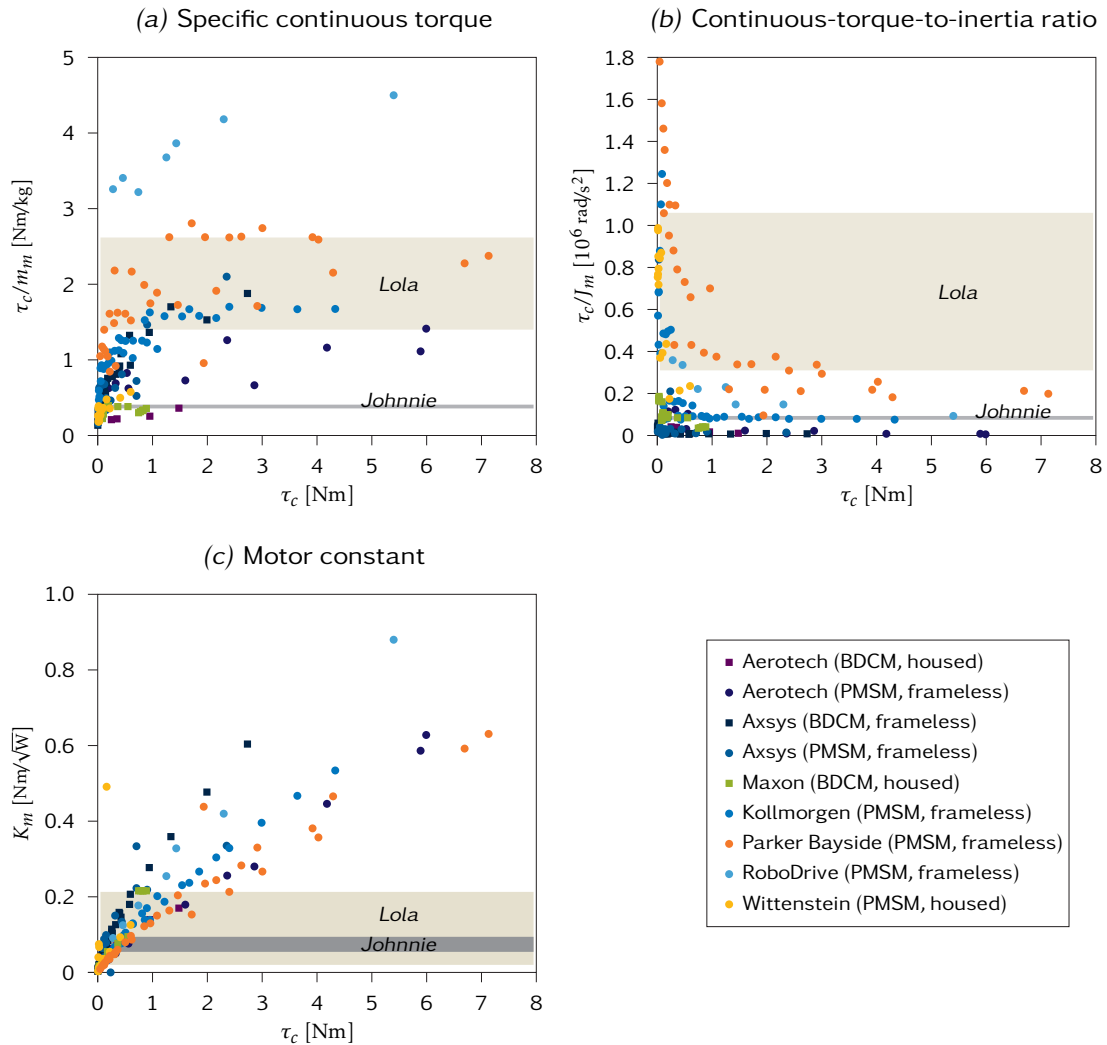 (a) Specific continuous torque
5
4
3
2
1
0
τc/mm [Nm/kg]
Lola
Johnnie
0 1 2 3 4 5 6 7 8
τc [Nm]
(b) Continuous-torque-to-inertia ratio
1.8
1.6
1.4
1.2
1.0
0.8
0.6
0.4
0.2
0
τc/Jm [10⁶ rad/s²]
Lola
Johnnie
0 1 2 3 4 5 6 7 8
τc [Nm]
(c) Motor constant
1.0
0.8
0.6
0.4
0.2
0
Km [Nm/√W]
Lola
Johnnie
0 1 2 3 4 5 6 7 8
τc [Nm]
Aerotech (BDCM, housed)
Aerotech (PMSM, frameless)
Axsys (BDCM, frameless)
Axsys (PMSM, frameless)
Maxon (BDCM, housed)
Kollmorgen (PMSM, frameless)
Parker Bayside (PMSM, frameless)
RoboDrive (PMSM, frameless)
Wittenstein (PMSM, housed)